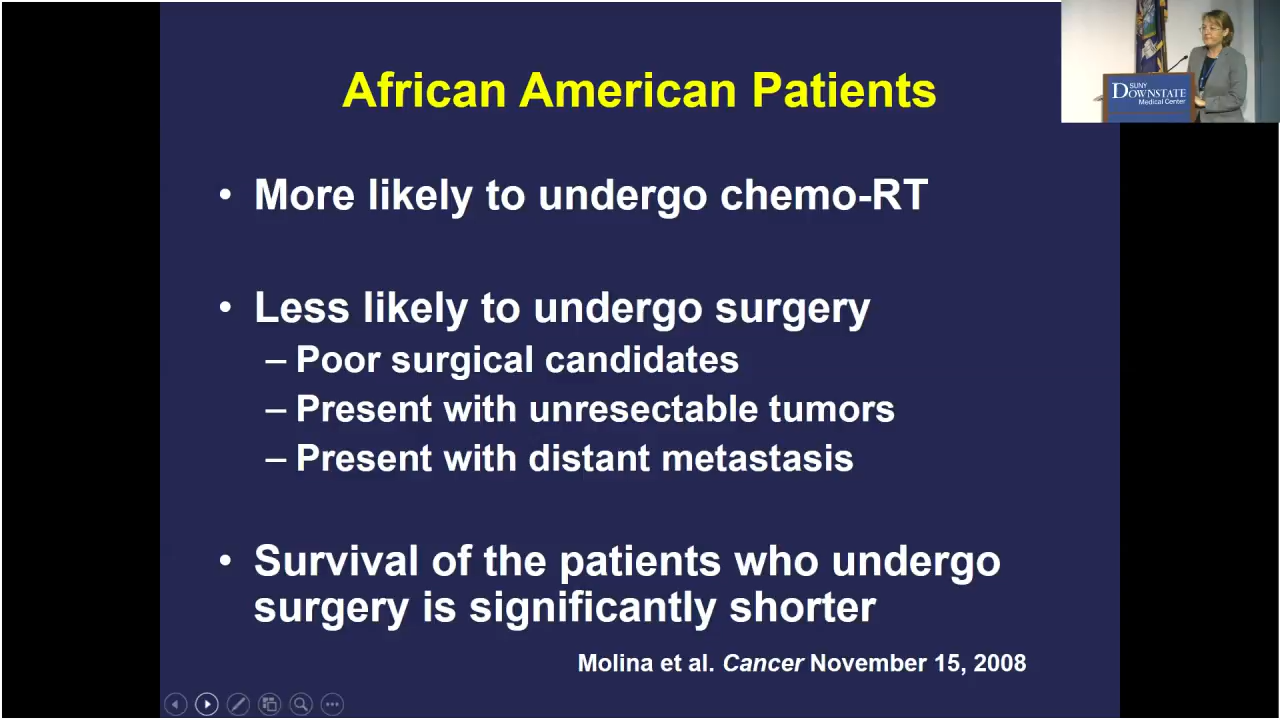 African American Patients
• More likely to undergo chemo-RT
• Less likely to undergo surgery
– Poor surgical candidates
– Present with unresectable tumors
– Present with distant metastasis
• Survival of the patients who undergo
surgery is significantly shorter
Molina et al. Cancer November 15, 2008
SUNY
DOWNSTATE
Medical Center